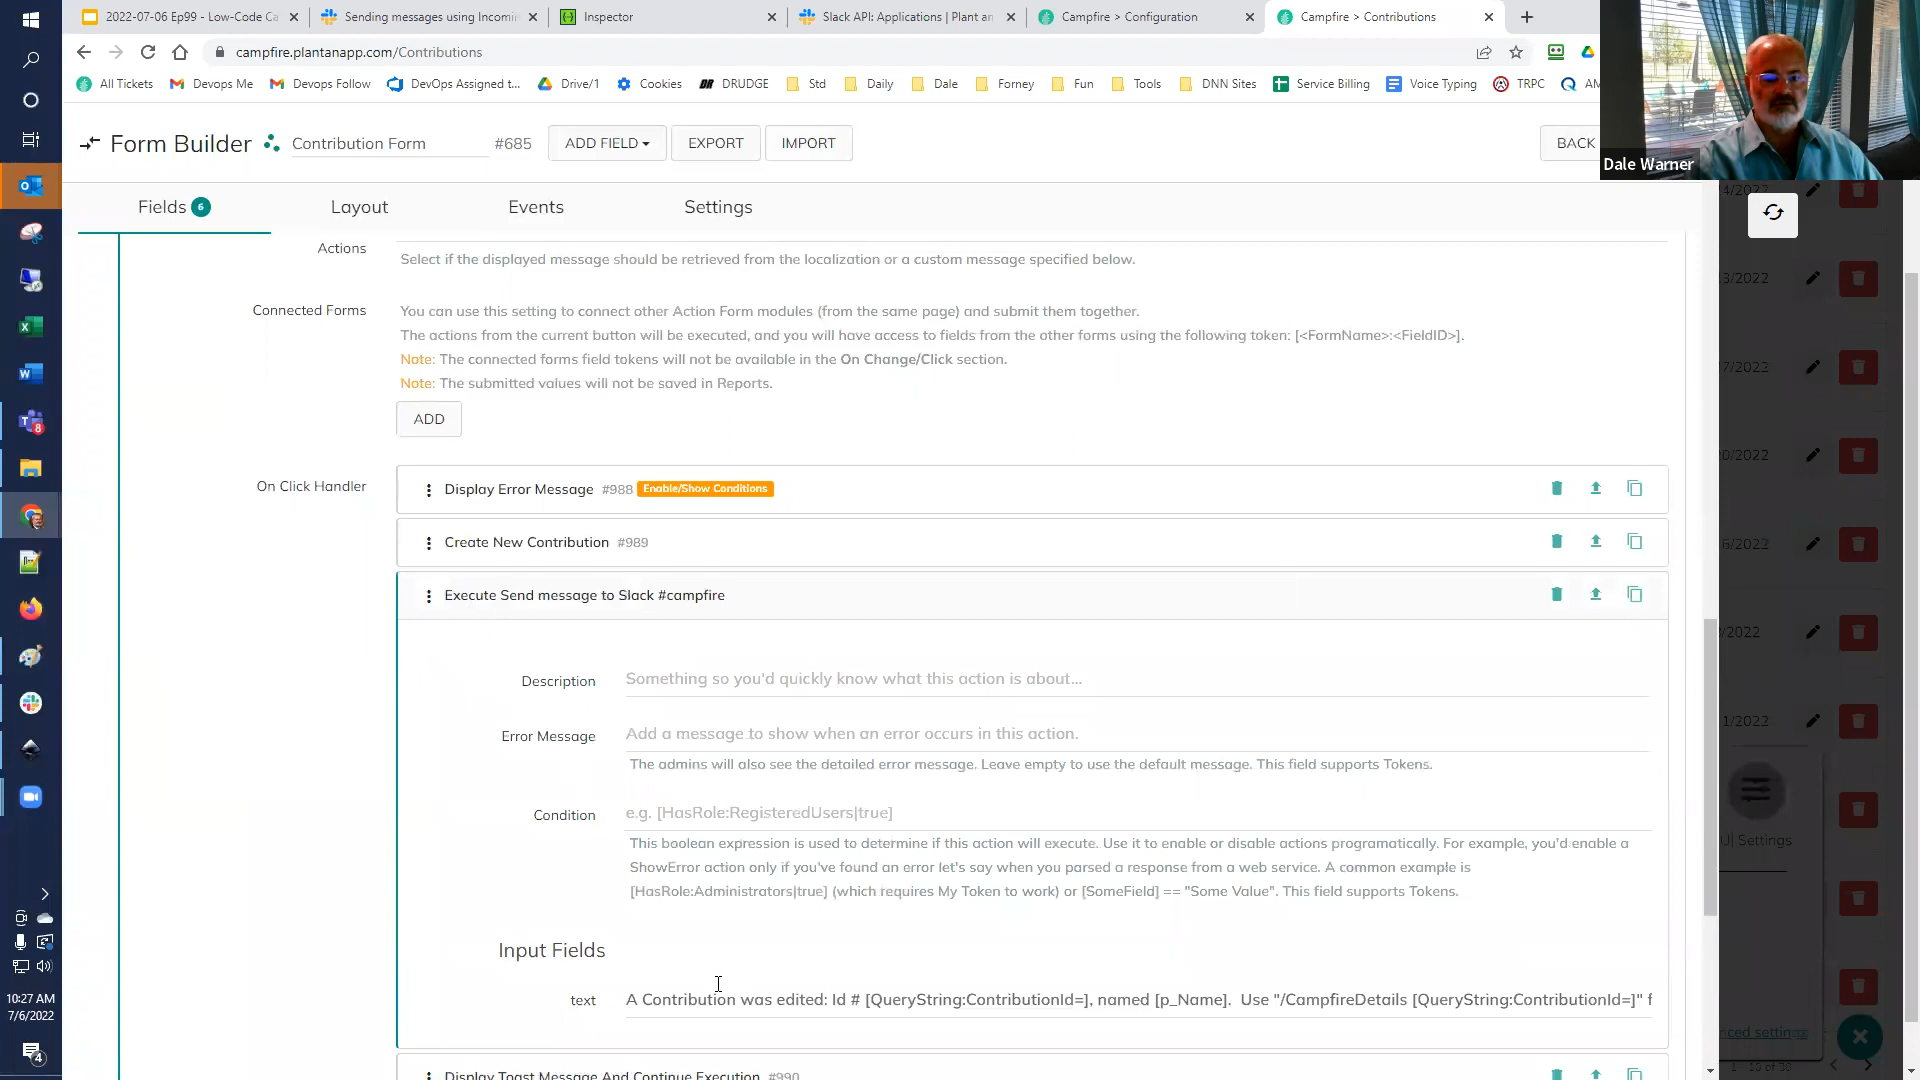 2022-07-06 Ep99 - Low-Code Ca
Sending messages using Incomi
Inspector
Slack API: Applications | Plant an
Campfire > Configuration
Campfire > Contributions
campfire.plantanapp.com/Contributions
All Tickets
Devops Me
Devops Follow
DevOps Assigned t...
Drive/1
Cookies
DRUDGE
Std
Daily
Dale
Forney
Fun
Tools
DNN Sites
Service Billing
Voice Typing
TRPC
Form Builder
Contribution Form
#685
ADD FIELD
EXPORT
IMPORT
BACK
Dale Warner
Fields 6
Layout
Events
Settings
Actions
Select if the displayed message should be retrieved from the localization or a custom message specified below.
Connected Forms
You can use this setting to connect other Action Form modules (from the same page) and submit them together.
The actions from the current button will be executed, and you will have access to fields from the other forms using the following token: [<FormName>:<FieldID>].
Note: The connected forms field tokens will not be available in the On Change/Click section.
Note: The submitted values will not be saved in Reports.
ADD
On Click Handler
Display Error Message #988 Enable/Show Conditions
Create New Contribution #989
Execute Send message to Slack #campfire
Description
Something so you'd quickly know what this action is about...
Error Message
Add a message to show when an error occurs in this action.
The admins will also see the detailed error message. Leave empty to use the default message. This field supports Tokens.
Condition
e.g. [HasRole:RegisteredUsers|true]
This boolean expression is used to determine if this action will execute. Use it to enable or disable actions programatically. For example, you'd enable a
ShowError action only if you've found an error let's say when you parsed a response from a web service. A common example is
[HasRole:Administrators|true] (which requires My Token to work) or [SomeField] == "Some Value". This field supports Tokens.
Input Fields
text
A Contribution was edited: Id # [QueryString:ContributionId=], named [p_Name]. Use "/CampfireDetails [QueryString:ContributionId=]" f
Display Toast Message And Continue Execution #990
Settings
10:27 AM
7/6/2022
4
8